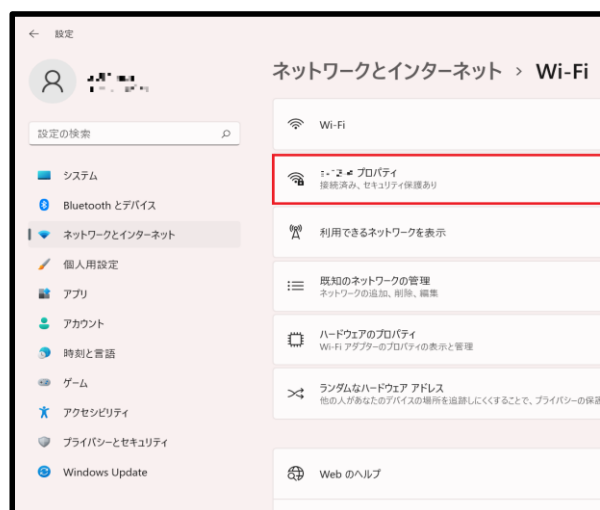 設定
ネットワークとインターネット > Wi-Fi
設定の検索
システム
Bluetooth とデバイス
ネットワークとインターネット
個人用設定
アプリ
アカウント
時刻と言語
ゲーム
アクセシビリティ
プライバシーとセキュリティ
Windows Update
Wi-Fi
プロパティ
接続済み、セキュリティ保護あり
利用できるネットワークを表示
既知のネットワークの管理
ネットワークの追加、削除、編集
ハードウェアのプロパティ
Wi-Fi アダプターのプロパティの表示と管理
ランダムなハードウェア アドレス
他の人があなたのデバイスの場所を追跡しにくくすることで、プライバシーの保護
Web のヘルプ